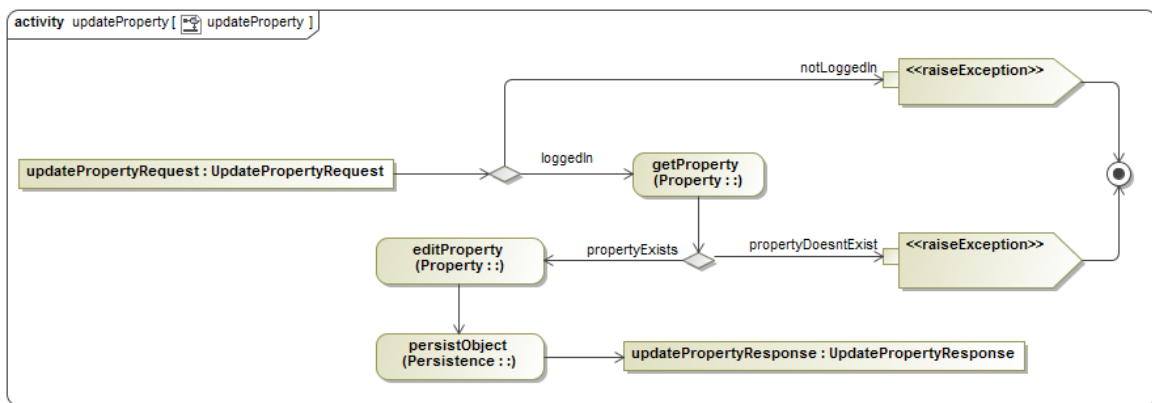 activity updateProperty [ updateProperty ]
notLoggedIn
<<raiseException>>
updatePropertyRequest : UpdatePropertyRequest
loggedIn
getProperty
(Property : :)
editProperty
(Property : :)
propertyExists
propertyDoesntExist
<<raiseException>>
persistObject
(Persistence : :)
updatePropertyResponse : UpdatePropertyResponse